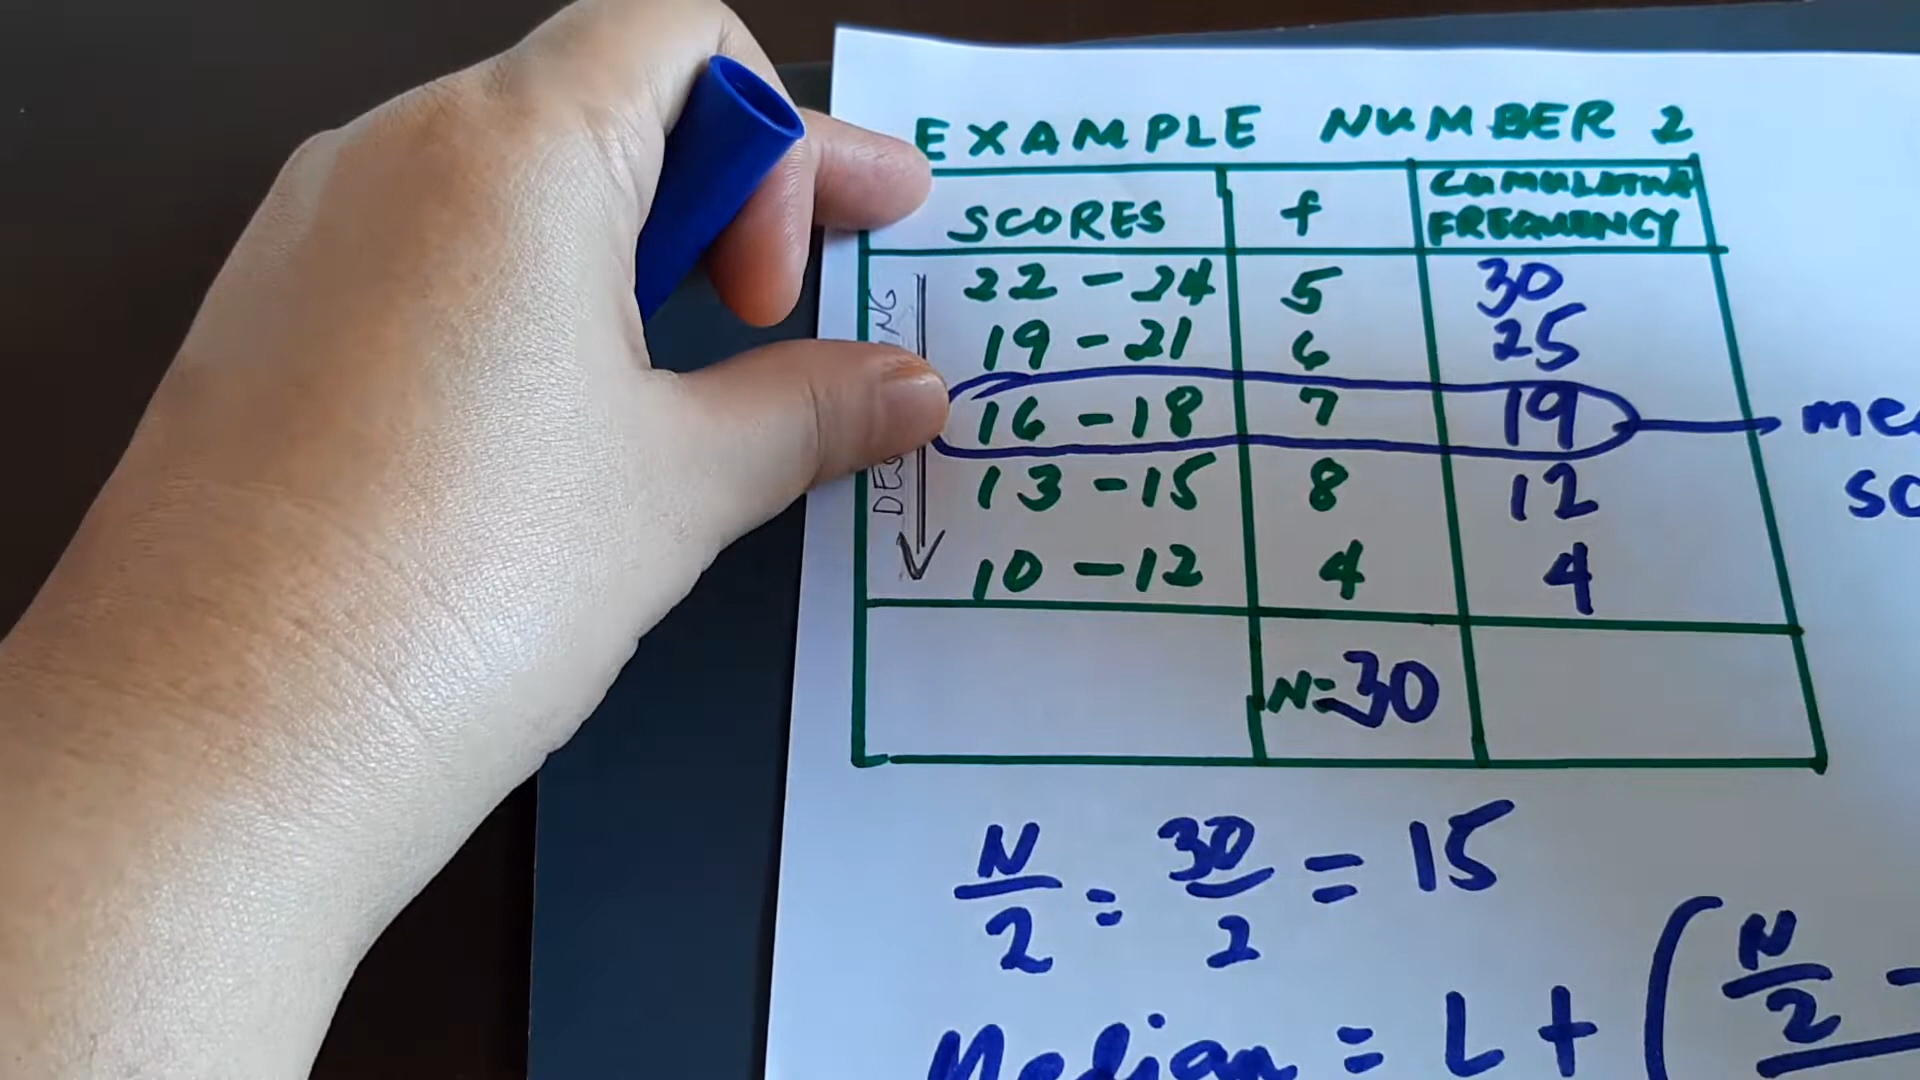 EXAMPLE NUMBER 2
SCORES f CUMULATIVE FREQUENCY
22 - 24 5 30
19 - 21 6 25
16 - 18 7 19
13 - 15 8 12
10 - 12 4 4
N=30
N/2 = 30/2 = 15
Median = L + ( N/2 -